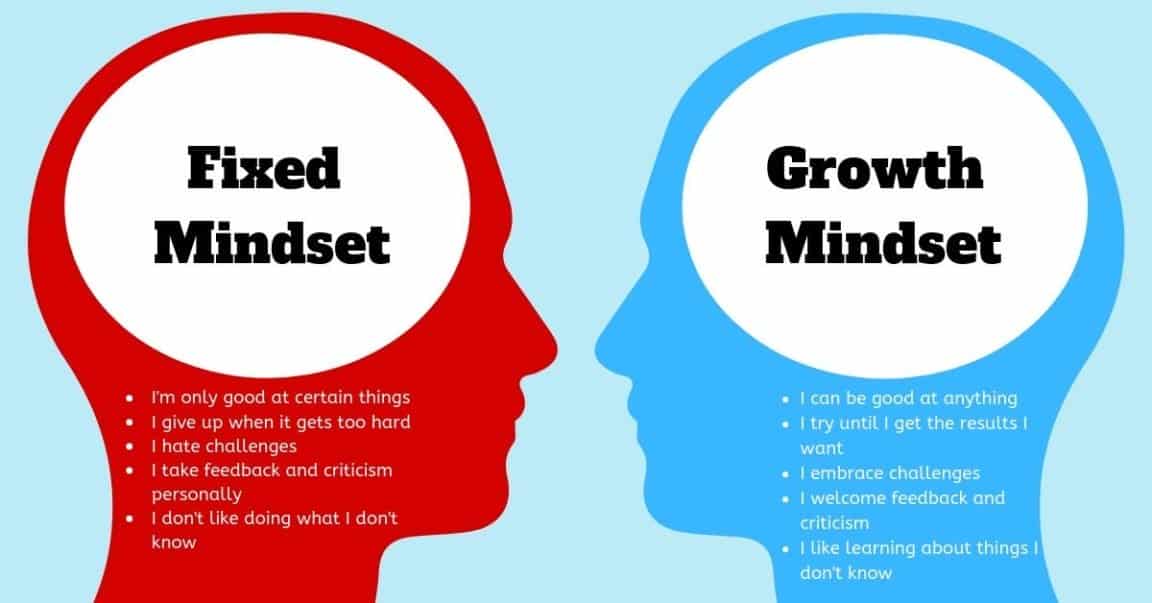 Fixed
Mindset
• I'm only good at certain things
• I give up when it gets too hard
• I hate challenges
• I take feedback and criticism
personally
• I don't like doing what I don't
know
Growth
Mindset
• I can be good at anything
• I try until I get the results I
want
• I embrace challenges
• I welcome feedback and
criticism
• I like learning about things I
don't know